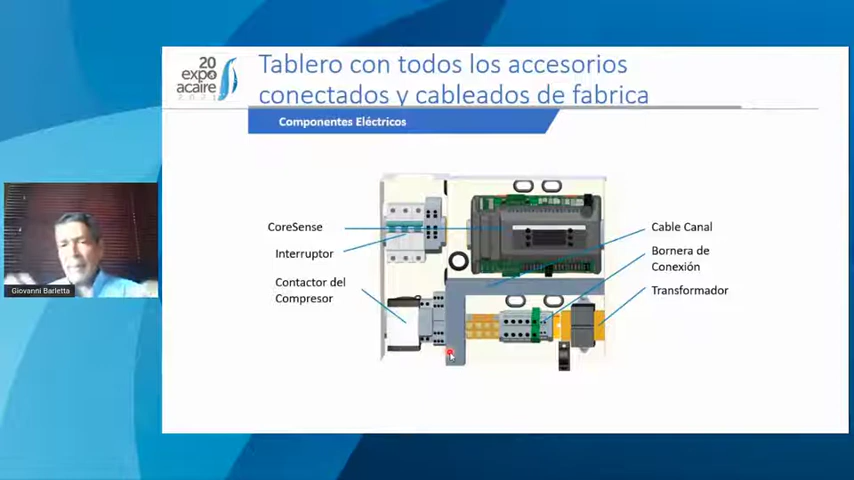 20
expo
acaire
2021
Tablero con todos los accesorios
conectados y cableados de fabrica
Componentes Eléctricos
CoreSense
Interruptor
Contactor del
Compresor
Cable Canal
Bornera de
Conexión
Transformador
Giovanni Barletta